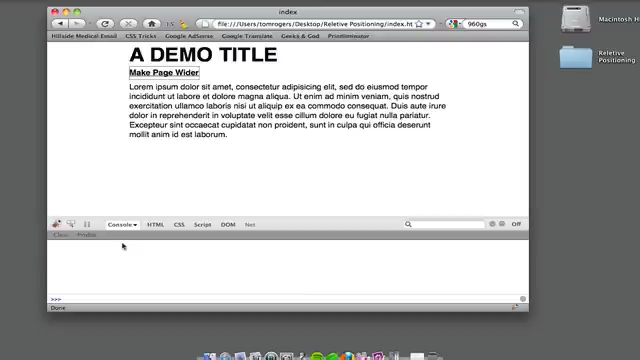 index
file:///Users/tomrogers/Desktop/Reletive Positioning/index.ht
960gs
Hillside Medical-Email CSS Tricks Google AdSense Google Translate Geeks & God Printliminator
A DEMO TITLE
Make Page Wider
Lorem ipsum dolor sit amet, consectetur adipisicing elit, sed do eiusmod tempor
incididunt ut labore et dolore magna aliqua. Ut enim ad minim veniam, quis nostrud
exercitation ullamco laboris nisi ut aliquip ex ea commodo consequat. Duis aute irure
dolor in reprehenderit in voluptate velit esse cillum dolore eu fugiat nulla pariatur.
Excepteur sint occaecat cupidatat non proident, sunt in culpa qui officia deserunt
mollit anim id est laborum.
Console HTML CSS Script DOM Net Off
Clear Profile
>>>
Done
Macintosh H
Reletive
Positioning